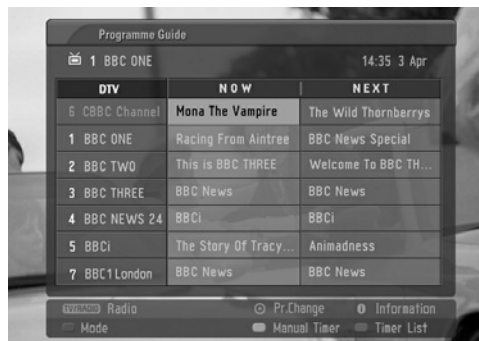 Programme Guide
1 BBC ONE 14:35 3 Apr
DTV NOW NEXT
6 CBBC Channel Mona The Vampire The Wild Thornberrys
1 BBC ONE Racing From Aintree BBC News Special
2 BBC TWO This is BBC THREE Welcome To BBC TH...
3 BBC THREE BBC News BBC News
4 BBC NEWS 24 BBCi BBCi
5 BBCi The Story Of Tracy... Animadness
7 BBC1 London BBC News BBC News
TV/RADIO Radio Pr.Change i Information
Mode Manual Timer Timer List